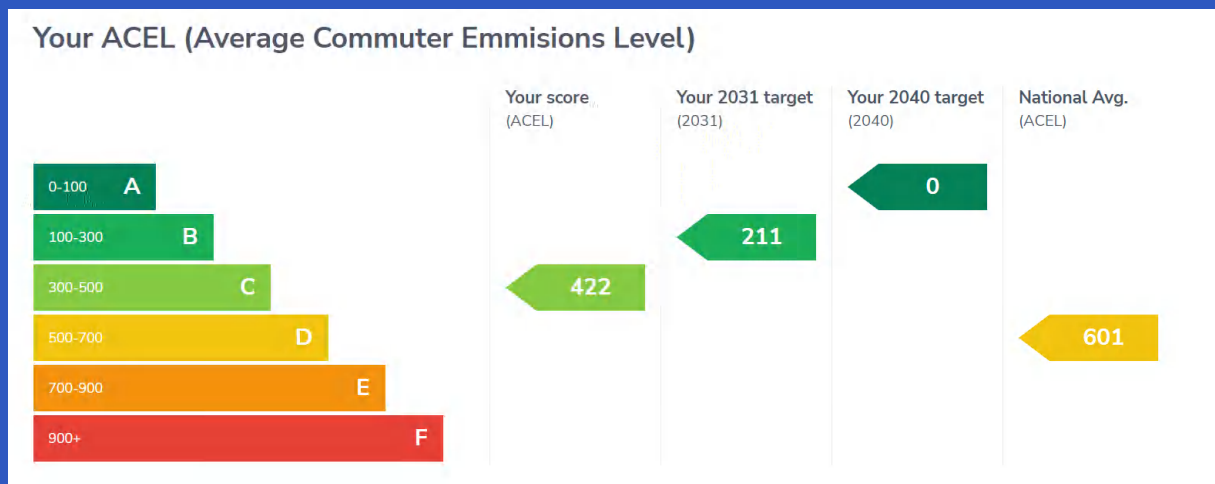 Your ACEL (Average Commuter Emmisions Level)
Your score Your 2031 target Your 2040 target National Avg.
(ACEL) (2031) (2040) (ACEL)
0-100 A 0
100-300 B 211
300-500 C 422
500-700 D 601
700-900 E
900+ F